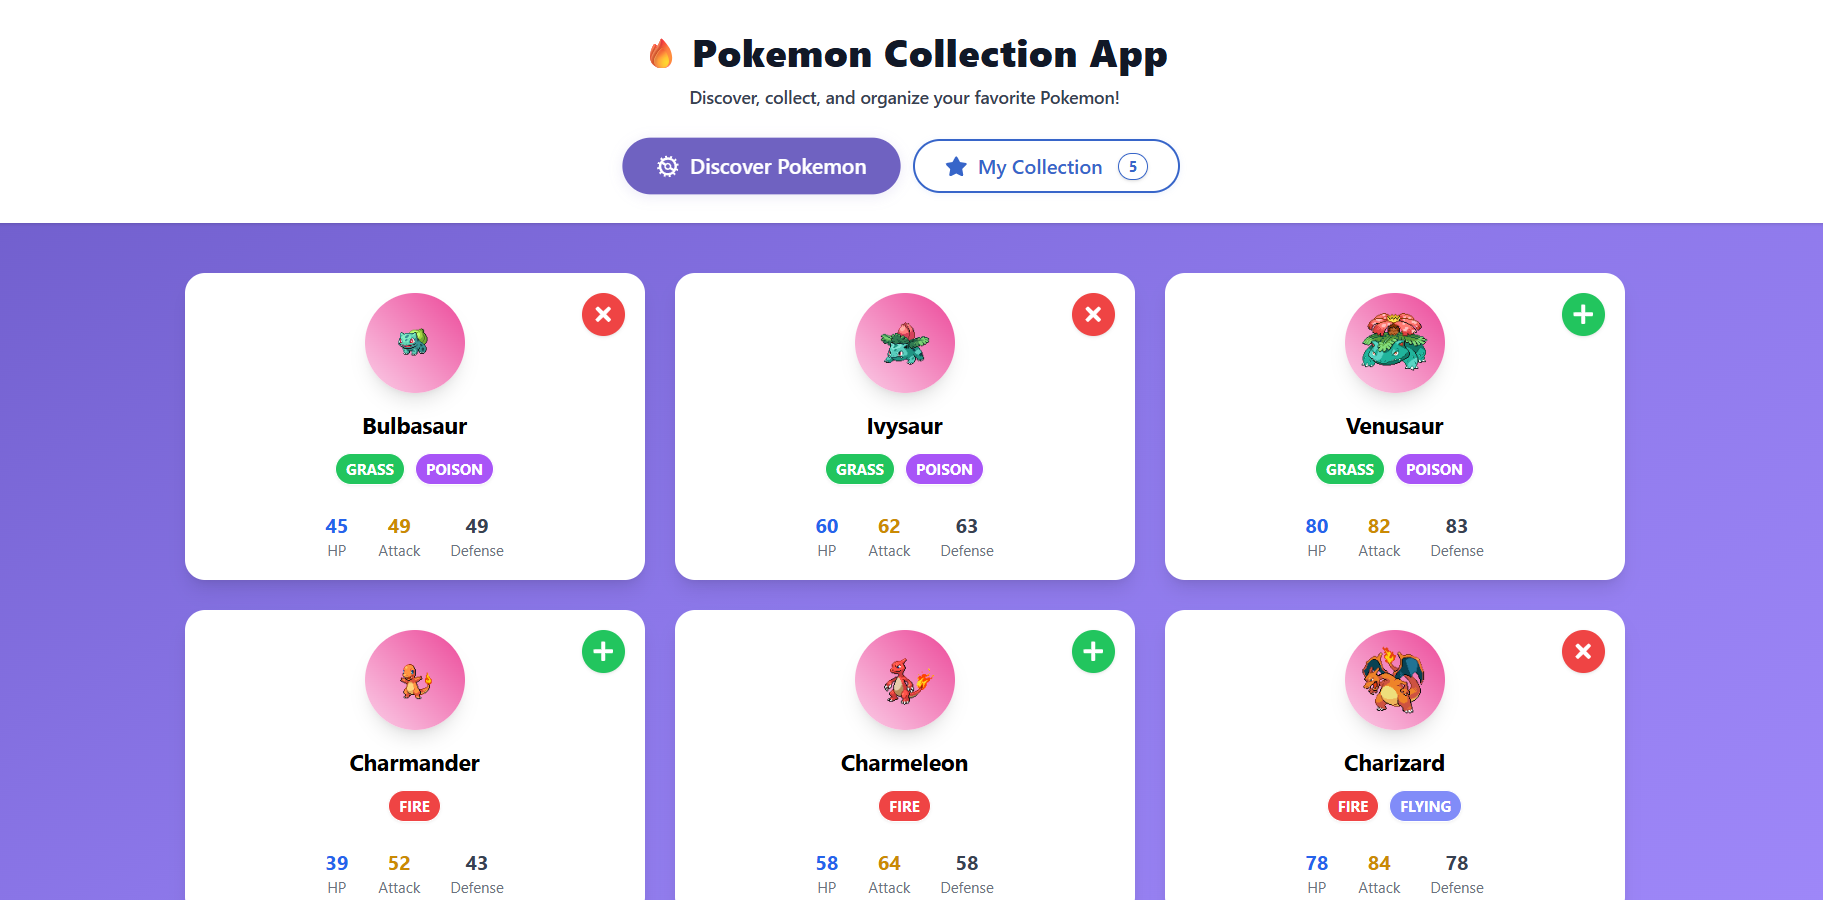 Pokemon Collection App
Discover, collect, and organize your favorite Pokemon!
Discover Pokemon
My Collection 5
Bulbasaur
GRASS POISON
45 49 49
HP Attack Defense
Ivysaur
GRASS POISON
60 62 63
HP Attack Defense
Venusaur
GRASS POISON
80 82 83
HP Attack Defense
Charmander
FIRE
39 52 43
HP Attack Defense
Charmeleon
FIRE
58 64 58
HP Attack Defense
Charizard
FIRE FLYING
78 84 78
HP Attack Defense